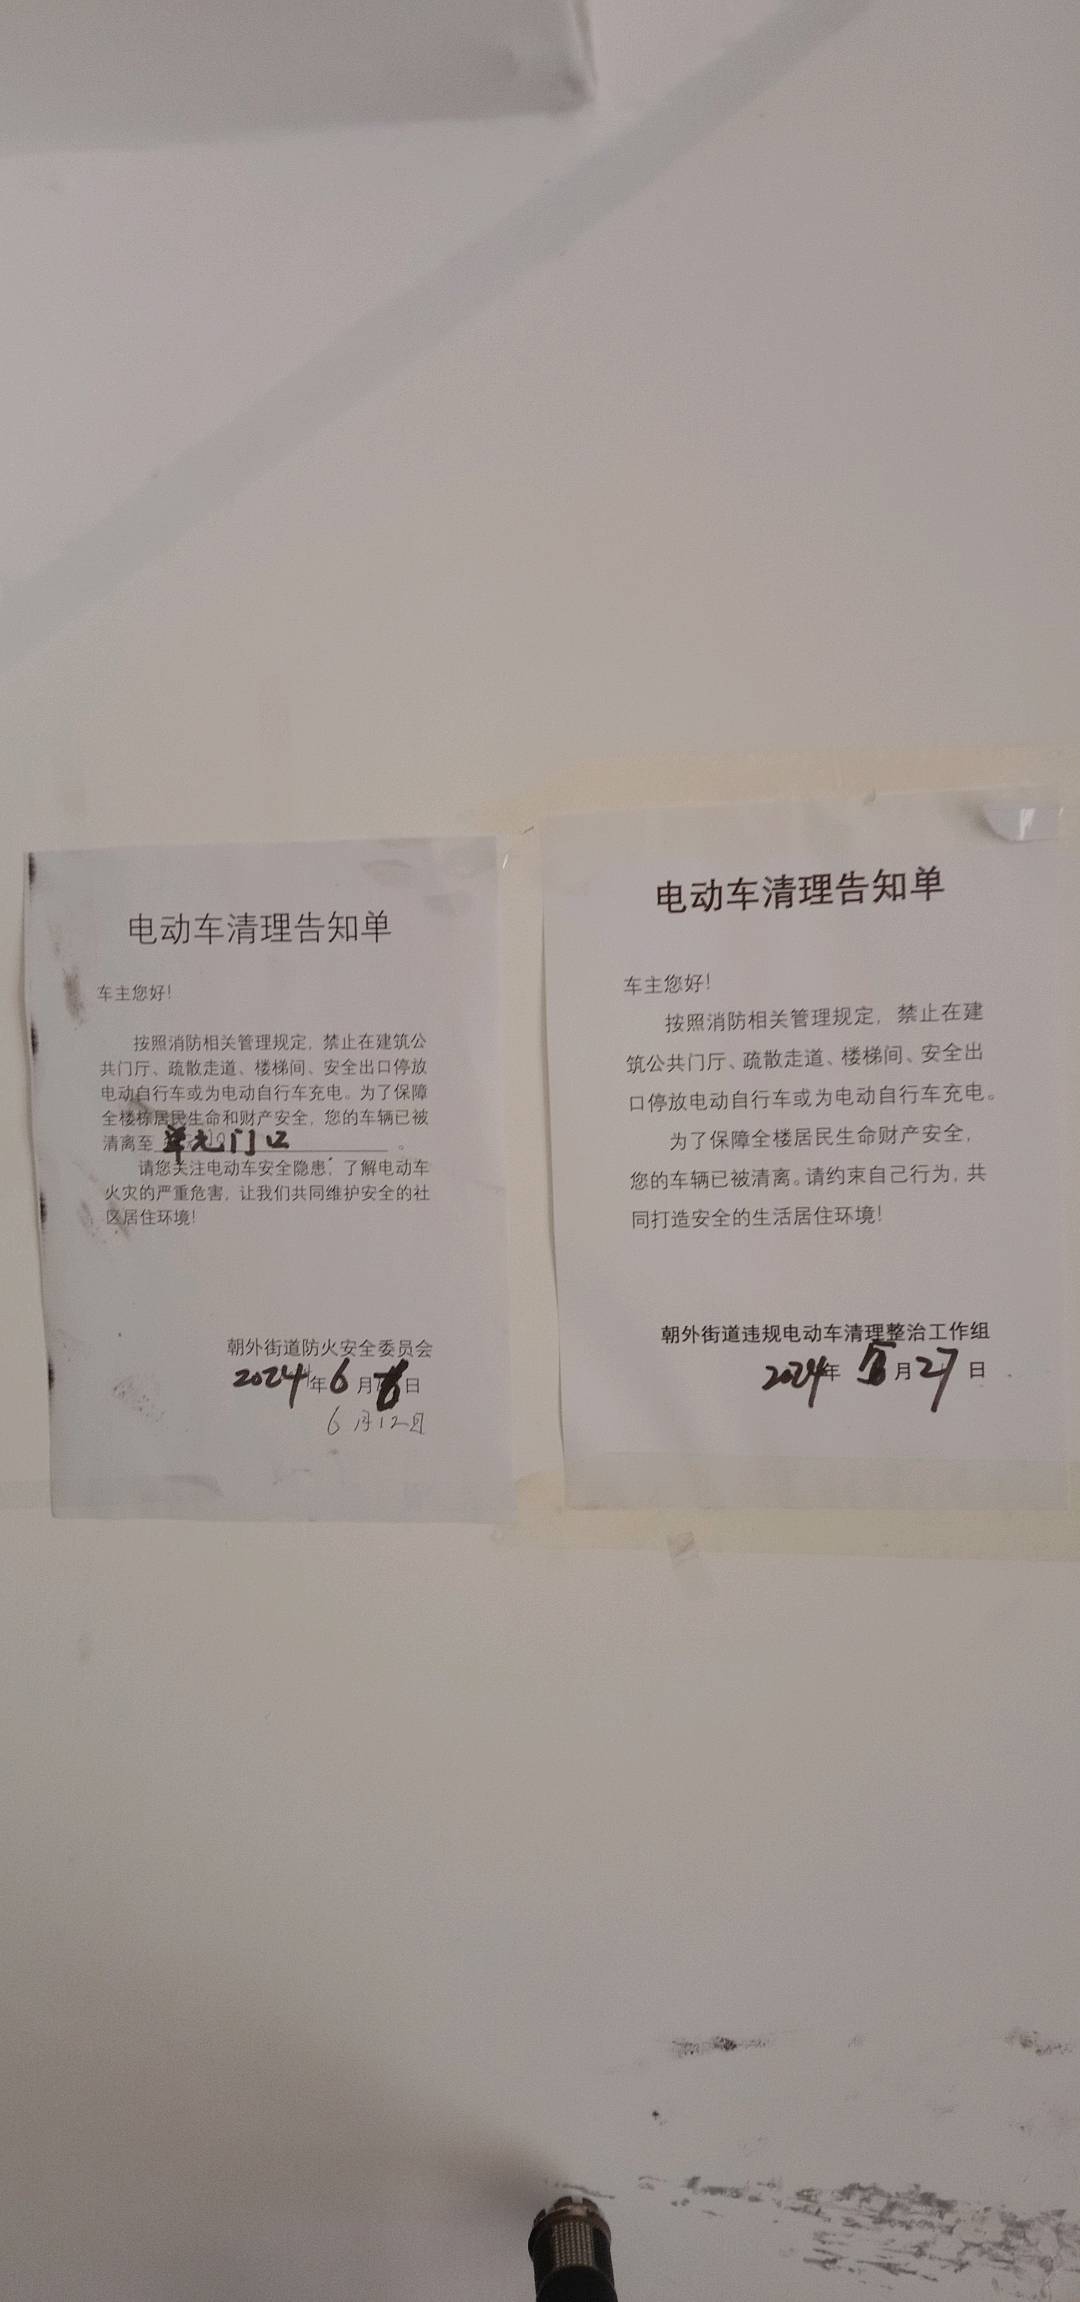 电动车清理告知单
车主您好！
按照消防相关管理规定，禁止在建筑公
共门厅、疏散走道、楼梯间、安全出口停放
电动自行车或为电动自行车充电。为了保障
全楼栋居民生命和财产安全，您的车辆已被
清离至 单元门口 。
请您关注电动车安全隐患，了解电动车
火灾的严重危害，让我们共同维护安全的社
区居住环境！
朝外街道防火安全委员会
2024年6月 日
6月12日
电动车清理告知单
车主您好！
按照消防相关管理规定，禁止在建
筑公共门厅、疏散走道、楼梯间、安全出
口停放电动自行车或为电动自行车充电。
为了保障全楼居民生命财产安全，
您的车辆已被清离。请约束自己行为，共
同打造安全的生活居住环境！
朝外街道违规电动车清理整治工作组
2024年 月27日